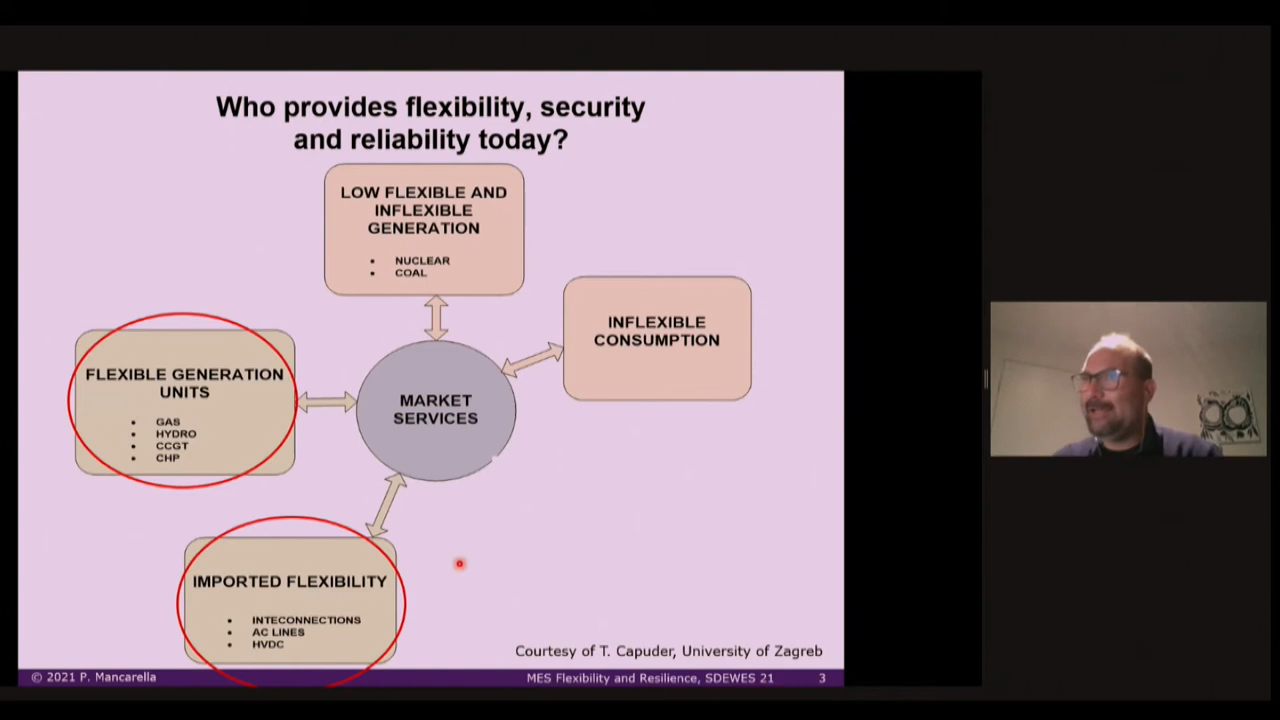 Who provides flexibility, security
and reliability today?
LOW FLEXIBLE AND
INFLEXIBLE
GENERATION
• NUCLEAR
• COAL
INFLEXIBLE
CONSUMPTION
FLEXIBLE GENERATION
UNITS
• GAS
• HYDRO
• CCGT
• CHP
MARKET
SERVICES
IMPORTED FLEXIBILITY
• INTECONNECTIONS
• AC LINES
• HVDC
Courtesy of T. Capuder, University of Zagreb
© 2021 P. Mancarella
MES Flexibility and Resilience, SDEWES 21
3